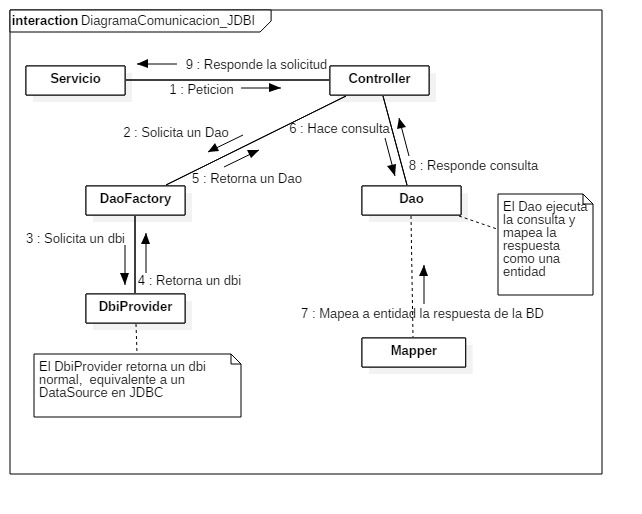 interaction DiagramaComunicacion_JDBI
9 : Responde la solicitud
Servicio
Controller
1 : Peticion
2 : Solicita un Dao
6 : Hace consulta
8 : Responde consulta
5 : Retorna un Dao
DaoFactory
Dao
El Dao ejecuta
la consulta y
mapea la
respuesta
como una
entidad
3 : Solicita un dbi
4 : Retorna un dbi
DbiProvider
7 : Mapea a entidad la respuesta de la BD
Mapper
El DbiProvider retorna un dbi
normal, equivalente a un
DataSource en JDBC